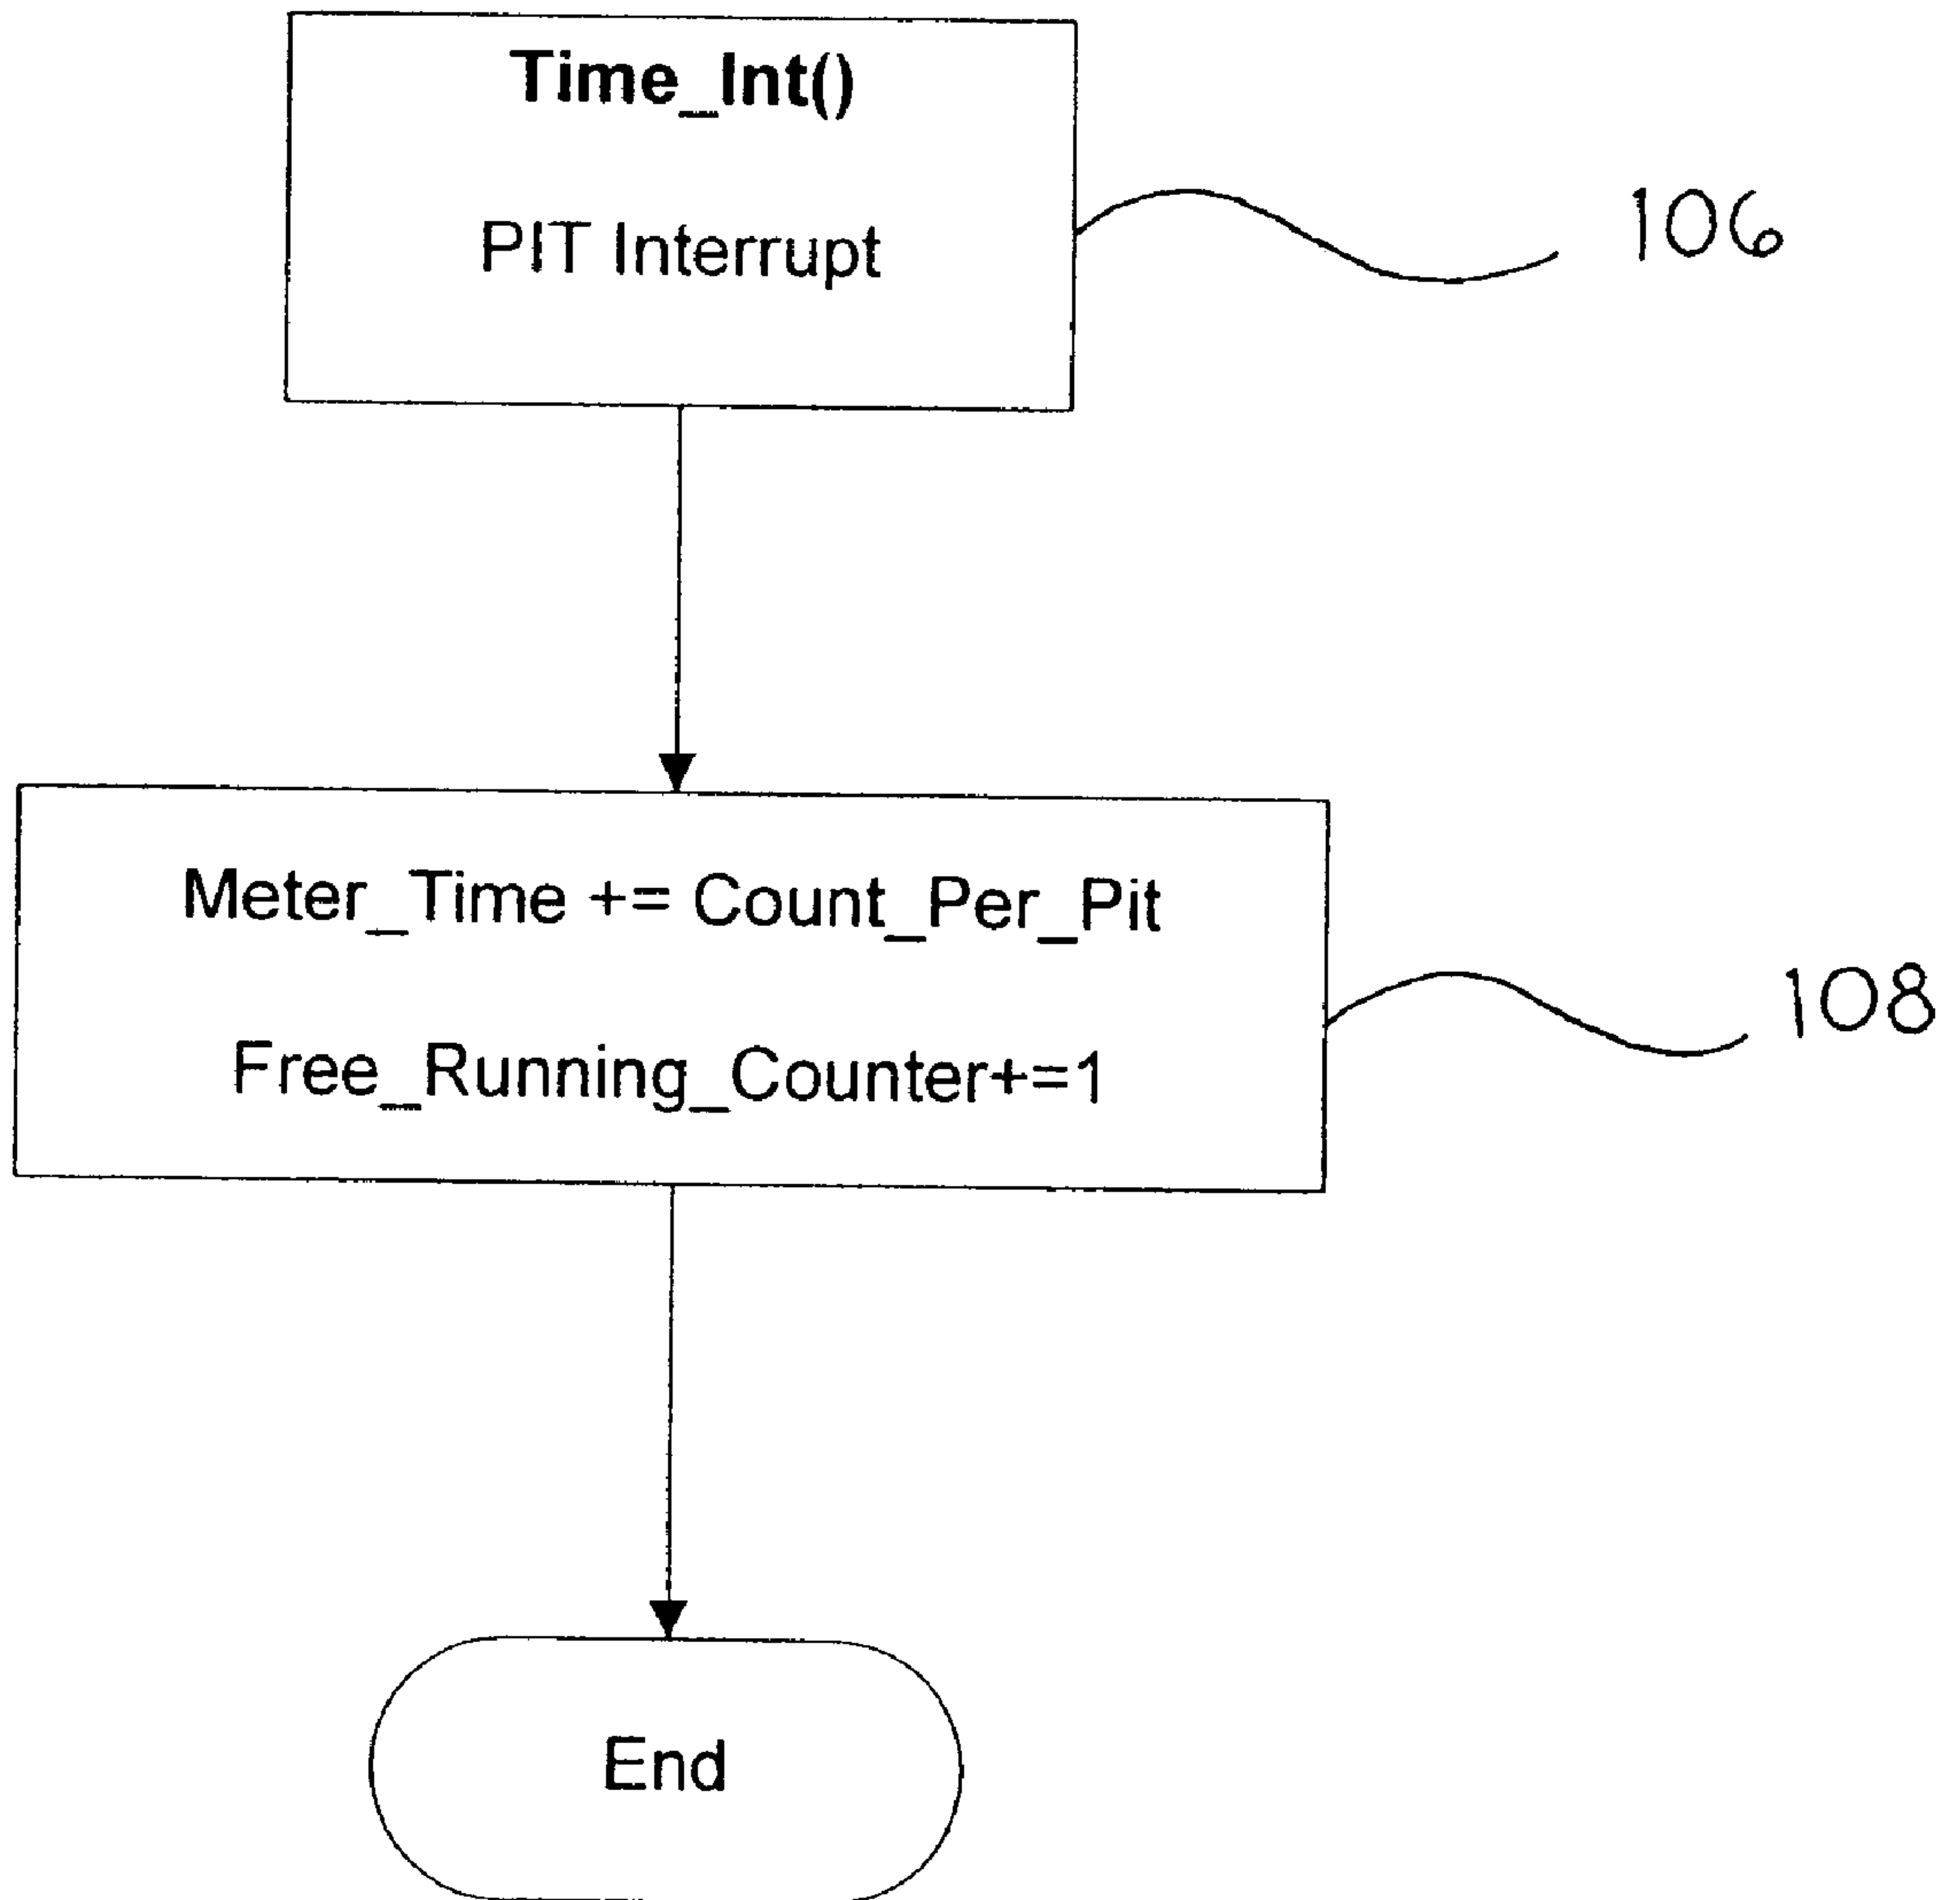 Time_Int()
PIT Interrupt
106
Meter_Time += Count_Per_Pit
Free_Running_Counter+=1
108
End